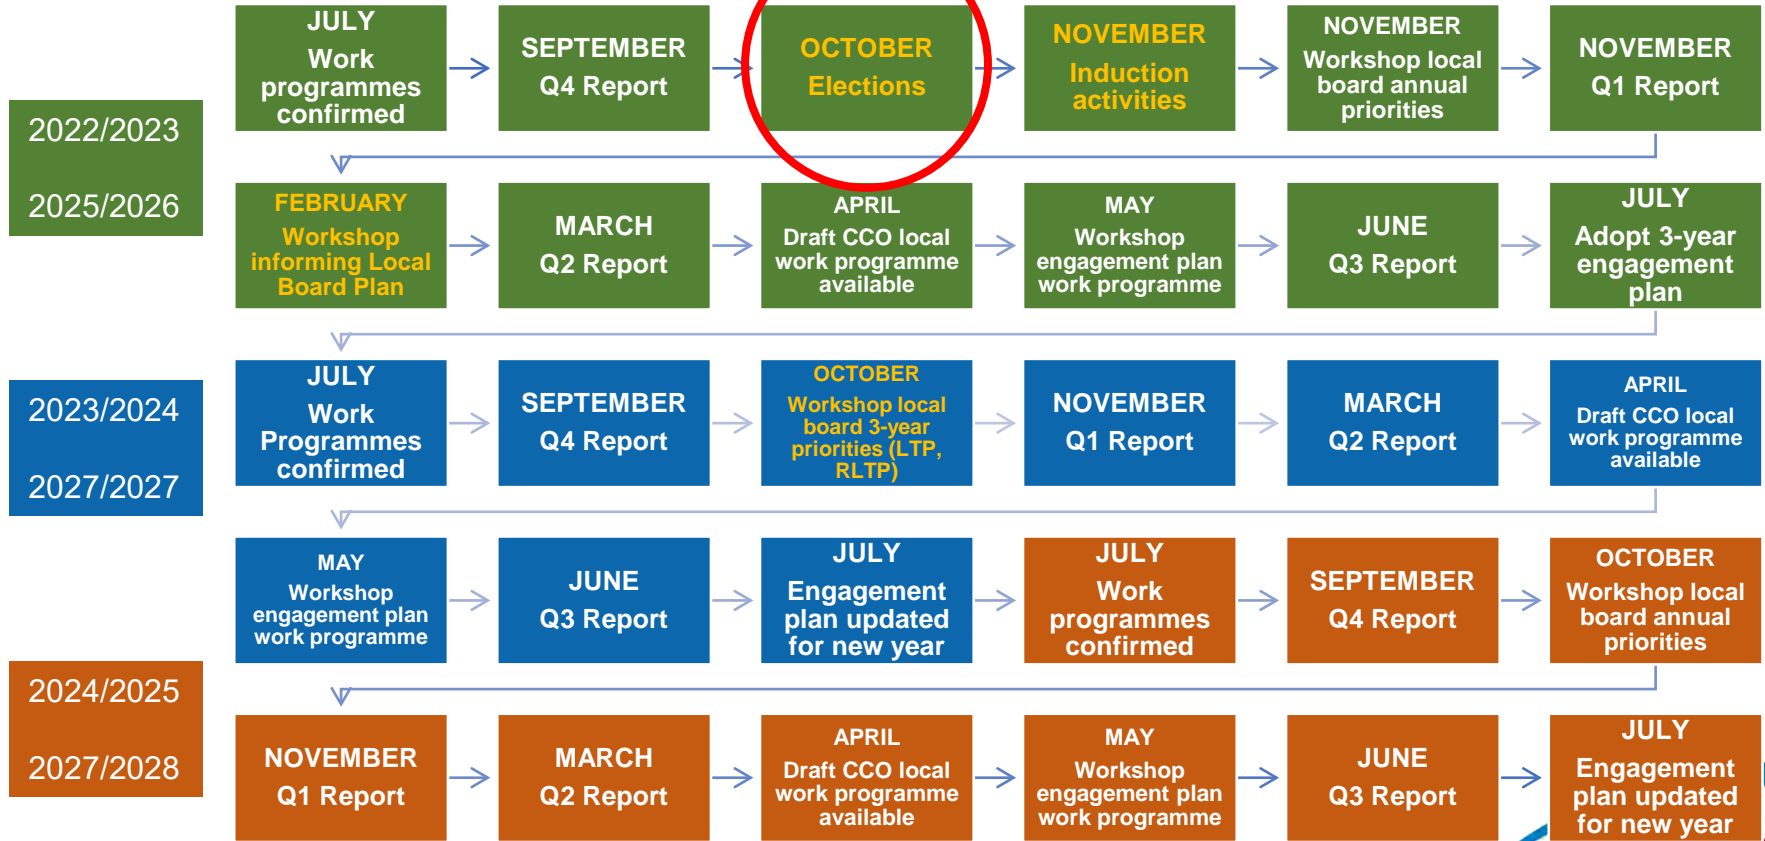 JULY
Work
programmes
confirmed
SEPTEMBER
Q4 Report
OCTOBER
Elections
NOVEMBER
Induction
activities
NOVEMBER
Workshop local
board annual
priorities
NOVEMBER
Q1 Report
2022/2023
2025/2026
FEBRUARY
Workshop
informing Local
Board Plan
MARCH
Q2 Report
APRIL
Draft CCO local
work programme
available
MAY
Workshop
engagement plan
work programme
JUNE
Q3 Report
JULY
Adopt 3-year
engagement
plan
2023/2024
2027/2027
JULY
Work
Programmes
confirmed
SEPTEMBER
Q4 Report
OCTOBER
Workshop local
board 3-year
priorities (LTP,
RLTP)
NOVEMBER
Q1 Report
MARCH
Q2 Report
APRIL
Draft CCO local
work programme
available
MAY
Workshop
engagement plan
work programme
JUNE
Q3 Report
JULY
Engagement
plan updated
for new year
JULY
Work
programmes
confirmed
SEPTEMBER
Q4 Report
OCTOBER
Workshop local
board annual
priorities
2024/2025
2027/2028
NOVEMBER
Q1 Report
MARCH
Q2 Report
APRIL
Draft CCO local
work programme
available
MAY
Workshop
engagement plan
work programme
JUNE
Q3 Report
JULY
Engagement
plan updated
for new year